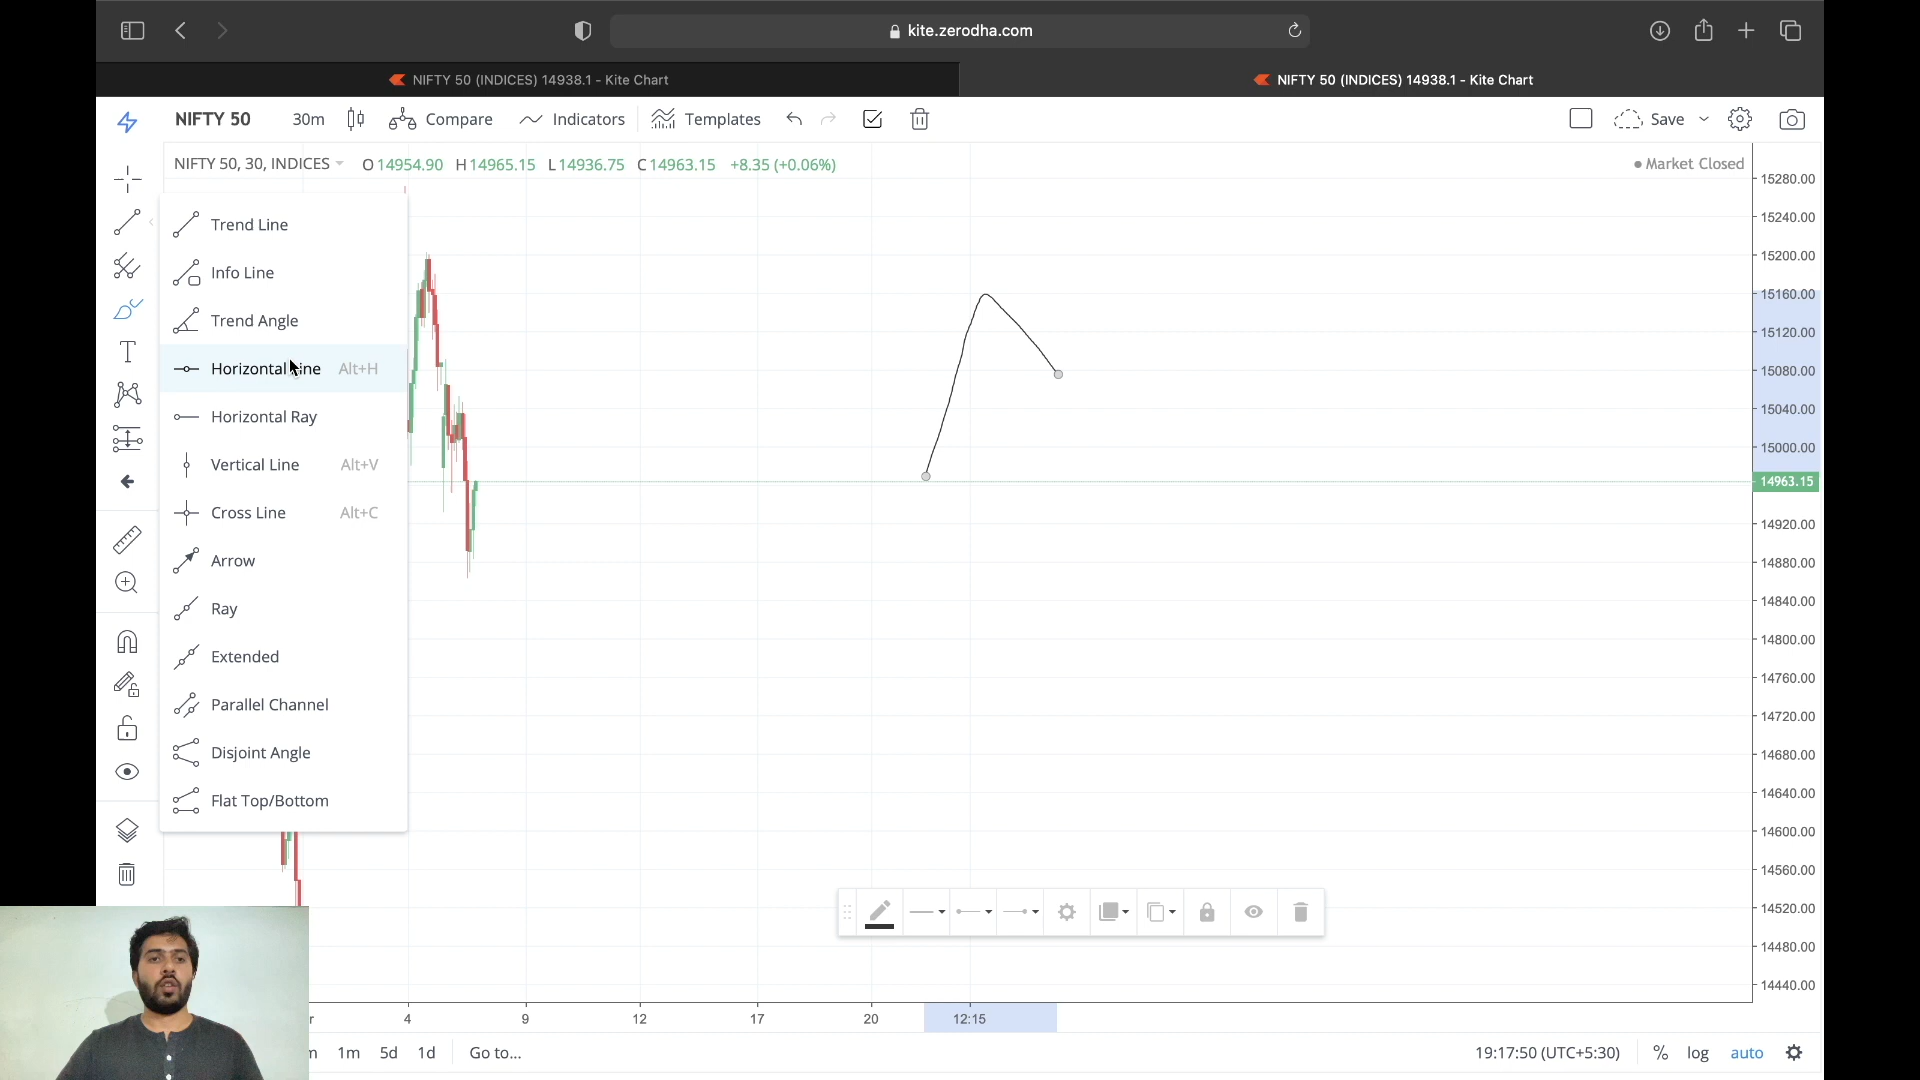 kite.zerodha.com
NIFTY 50 (INDICES) 14938.1 - Kite Chart
NIFTY 50 (INDICES) 14938.1 - Kite Chart
NIFTY 50 30m Compare Indicators Templates Save
NIFTY 50, 30, INDICES O 14954.90 H 14965.15 L 14936.75 C 14963.15 +8.35 (+0.06%)
Market Closed
Trend Line
Info Line
Trend Angle
Horizontal Line Alt+H
Horizontal Ray
Vertical Line Alt+V
Cross Line Alt+C
Arrow
Ray
Extended
Parallel Channel
Disjoint Angle
Flat Top/Bottom
15280.00
15240.00
15200.00
15160.00
15120.00
15080.00
15040.00
15000.00
14963.15
14920.00
14880.00
14840.00
14800.00
14760.00
14720.00
14680.00
14640.00
14600.00
14560.00
14520.00
14480.00
14440.00
4 9 12 17 20 12:15
1m 5d 1d Go to...
19:17:50 (UTC+5:30) % log auto